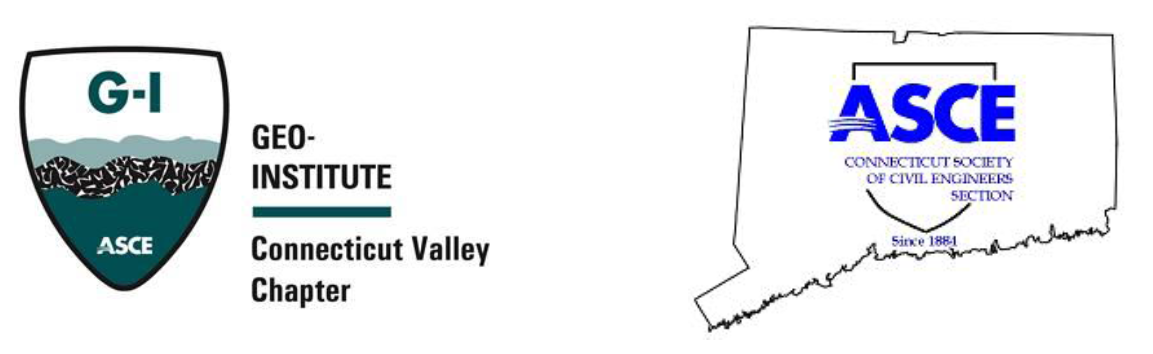 G-I
ASCE
GEO-
INSTITUTE
Connecticut Valley
Chapter
ASCE
CONNECTICUT SOCIETY
OF CIVIL ENGINEERS
SECTION
Since 1884